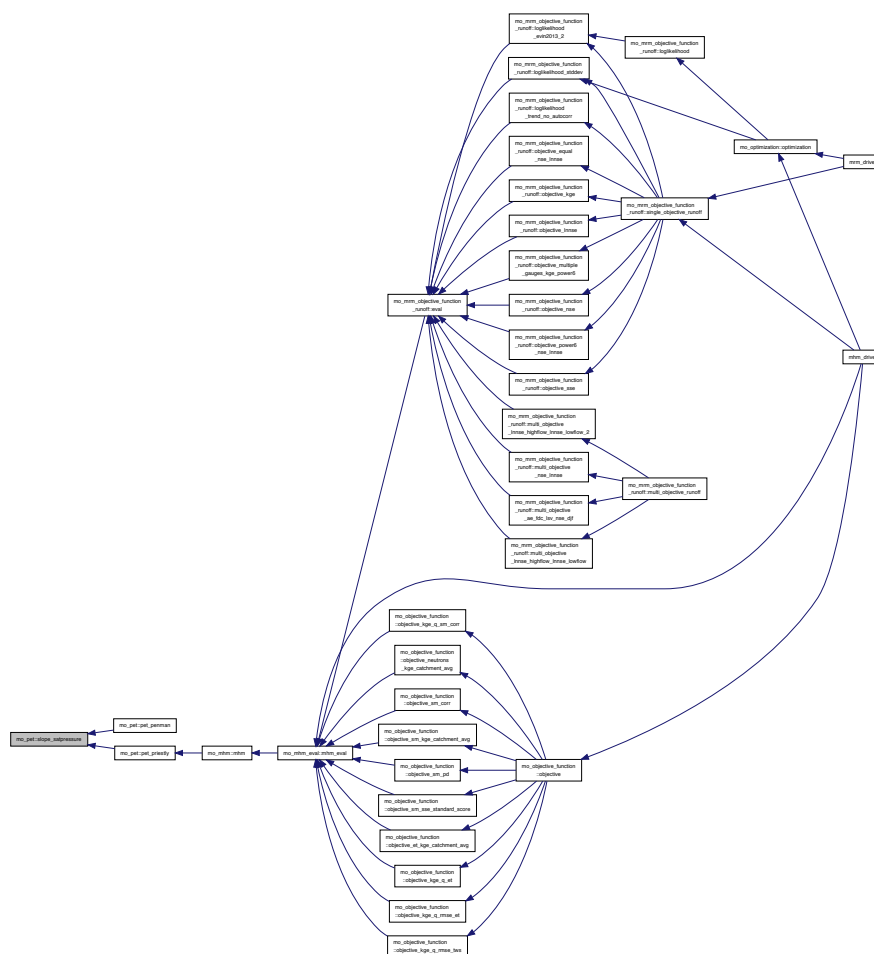 mo_mrm_objective_function
_runoff::loglikelihood
_evin2013_2
mo_mrm_objective_function
_runoff::loglikelihood
mo_mrm_objective_function
_runoff::loglikelihood_stddev
mo_mrm_objective_function
_runoff::loglikelihood
_trend_no_autocorr
mo_optimization::optimization
mrm_drive
mo_mrm_objective_function
_runoff::objective_equal
_nse_lnnse
mo_mrm_objective_function
_runoff::objective_kge
mo_mrm_objective_function
_runoff::single_objective_runoff
mo_mrm_objective_function
_runoff::objective_lnnse
mo_mrm_objective_function
_runoff::objective_multiple
_gauges_kge_power6
mo_mrm_objective_function
_runoff::eval
mo_mrm_objective_function
_runoff::objective_nse
mo_mrm_objective_function
_runoff::objective_power6
_nse_lnnse
mhm_drive
mo_mrm_objective_function
_runoff::objective_sse
mo_mrm_objective_function
_runoff::multi_objective
_lnnse_highflow_lnnse_lowflow_2
mo_mrm_objective_function
_runoff::multi_objective
_nse_lnnse
mo_mrm_objective_function
_runoff::multi_objective_runoff
mo_mrm_objective_function
_runoff::multi_objective
_ae_fdc_lsv_nse_djf
mo_mrm_objective_function
_runoff::multi_objective
_lnnse_highflow_lnnse_lowflow
mo_objective_function
::objective_kge_q_sm_corr
mo_objective_function
::objective_neutrons
_kge_catchment_avg
mo_objective_function
::objective_sm_corr
mo_objective_function
::objective_sm_kge_catchment_avg
mo_pet::slope_satpressure
mo_pet::pet_penman
mo_pet::pet_priestly
mo_mhm::mhm
mo_mhm_eval::mhm_eval
mo_objective_function
::objective_sm_pd
mo_objective_function
::objective
mo_objective_function
::objective_sm_sse_standard_score
mo_objective_function
::objective_et_kge_catchment_avg
mo_objective_function
::objective_kge_q_et
mo_objective_function
::objective_kge_q_rmse_et
mo_objective_function
::objective_kge_q_rmse_tws